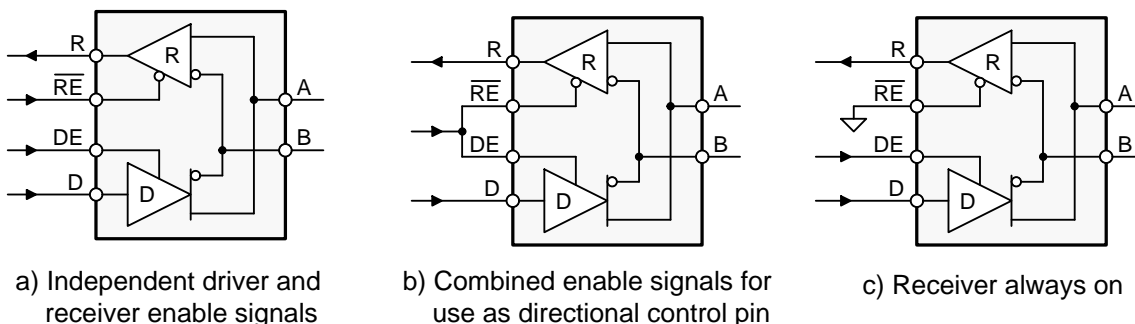 R
R
RE
A
DE
B
D
D
a) Independent driver and
receiver enable signals
R
R
RE
A
DE
B
D
D
b) Combined enable signals for
use as directional control pin
R
R
RE
A
DE
B
D
D
c) Receiver always on